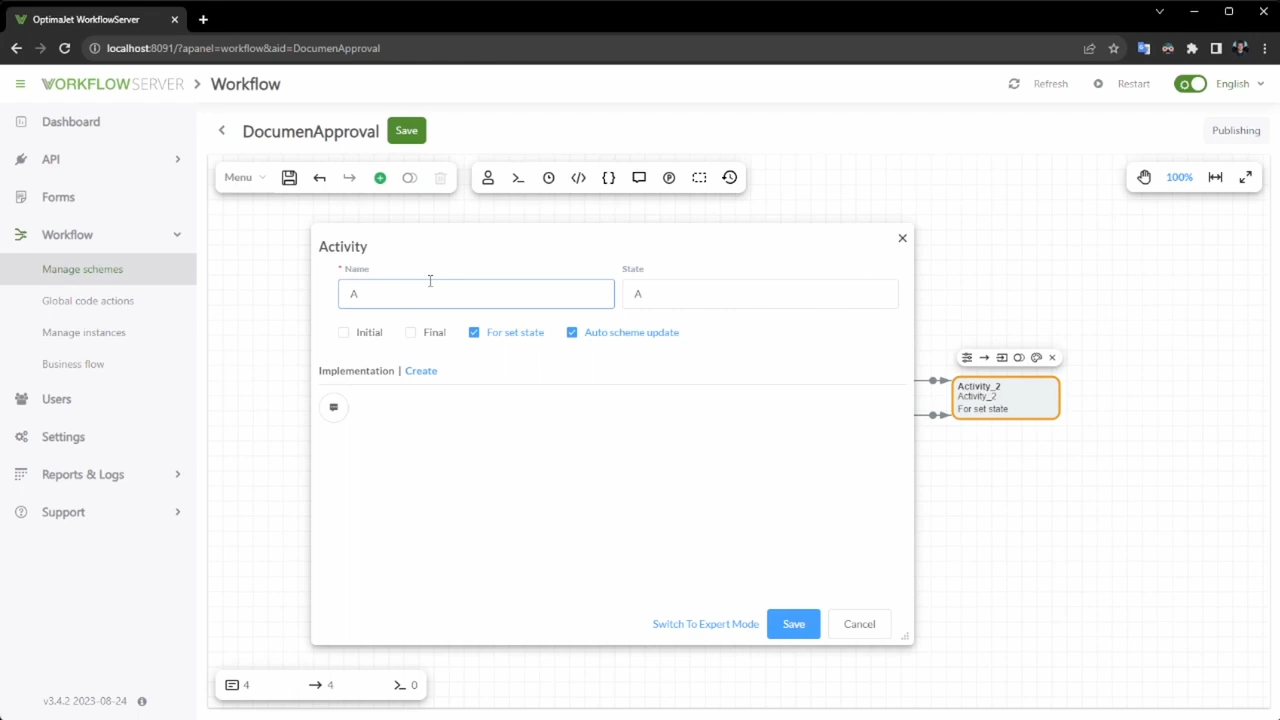 OptimaJet WorkflowServer
localhost:8091/?apanel=workflow&aid=DocumenApproval
WORKFLOWSERVER > Workflow
Refresh
Restart
English
Dashboard
API
Forms
Workflow
Manage schemes
Global code actions
Manage instances
Business flow
Users
Settings
Reports & Logs
Support
v3.4.2 2023-08-24
DocumenApproval
Save
Publishing
Menu
100%
Activity
* Name
State
A
A
Initial
Final
For set state
Auto scheme update
Implementation | Create
Switch To Expert Mode
Save
Cancel
Activity_2
Activity_2
For set state
4
4
0